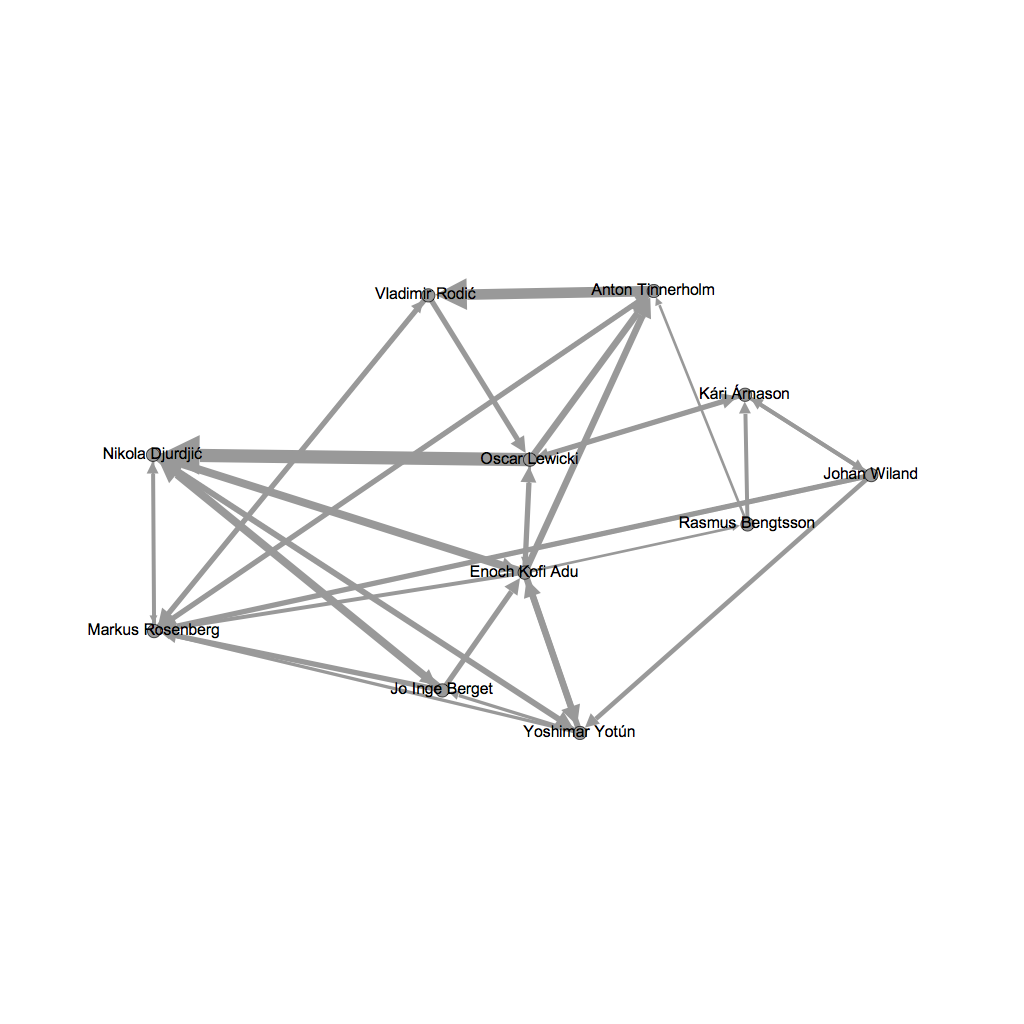 Vladimir Rodić
Anton Tinnerholm
Kári Árnason
Nikola Djurdjić
Oscar Lewicki
Johan Wiland
Rasmus Bengtsson
Enoch Kofi Adu
Markus Rosenberg
Jo Inge Berget
Yoshimar Yotún